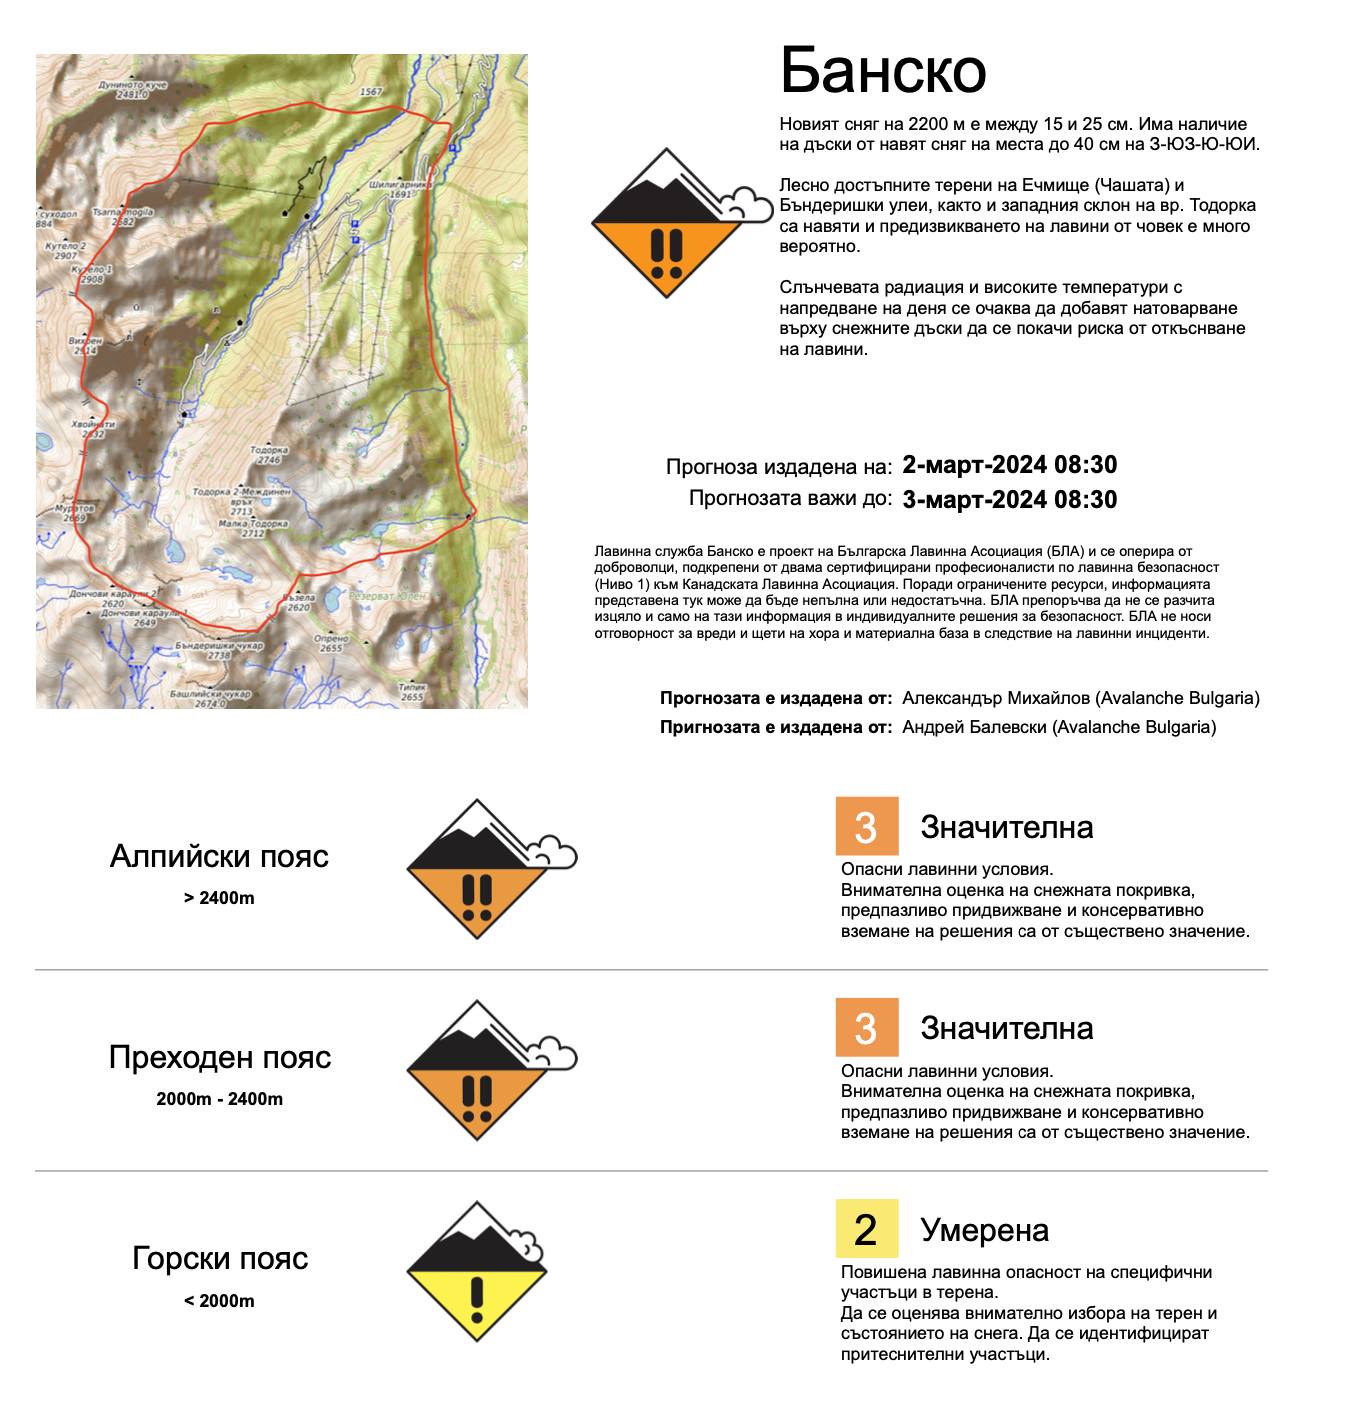 Дуниното куче
2481.0
1567
Шилигарника
1691
суходол
884
Tsarna mogila
2682
Кутело 2
2907
Кутело 1
2908
Вихрен
2914
Хвойнати
Тодорка
2746
Тодорка 2-Междинен
връх
2713
Малка Тодорка
2712
Муратов
2669
Дончови караули 2
2620
Дончови караули 1
2649
Възела
2620
Резерват Юлен
Опрено
2655
Бъндеришки чукар
2738
Типик
2655
Башлийски чукар
2674.0
Банско
Новият сняг на 2200 м е между 15 и 25 см. Има наличие
на дъски от навят сняг на места до 40 см на З-ЮЗ-Ю-ЮИ.
Лесно достъпните терени на Ечмище (Чашата) и
Бъндеришки улеи, както и западния склон на вр. Тодорка
са навяти и предизвикването на лавини от човек е много
вероятно.
Слънчевата радиация и високите температури с
напредване на деня се очаква да добавят натоварване
върху снежните дъски да се покачи риска от откъсване
на лавини.
Прогноза издадена на: 2-март-2024 08:30
Прогнозата важи до: 3-март-2024 08:30
Лавинна служба Банско е проект на Българска Лавинна Асоциация (БЛА) и се оперира от
доброволци, подкрепени от двама сертифицирани професионалисти по лавинна безопасност
(Ниво 1) към Канадската Лавинна Асоциация. Поради ограничените ресурси, информацията
представена тук може да бъде непълна или недостатъчна. БЛА препоръчва да не се разчита
изцяло и само на тази информация в индивидуалните решения за безопасност. БЛА не носи
отговорност за вреди и щети на хора и материална база в следствие на лавинни инциденти.
Прогнозата е издадена от: Александър Михайлов (Avalanche Bulgaria)
Пригнозата е издадена от: Андрей Балевски (Avalanche Bulgaria)
Алпийски пояс
> 2400m
3 Значителна
Опасни лавинни условия.
Внимателна оценка на снежната покривка,
предпазливо придвижване и консервативно
вземане на решения са от съществено значение.
Преходен пояс
2000m - 2400m
3 Значителна
Опасни лавинни условия.
Внимателна оценка на снежната покривка,
предпазливо придвижване и консервативно
вземане на решения са от съществено значение.
Горски пояс
< 2000m
2 Умерена
Повишена лавинна опасност на специфични
участъци в терена.
Да се оценява внимателно избора на терен и
състоянието на снега. Да се идентифицират
притеснителни участъци.